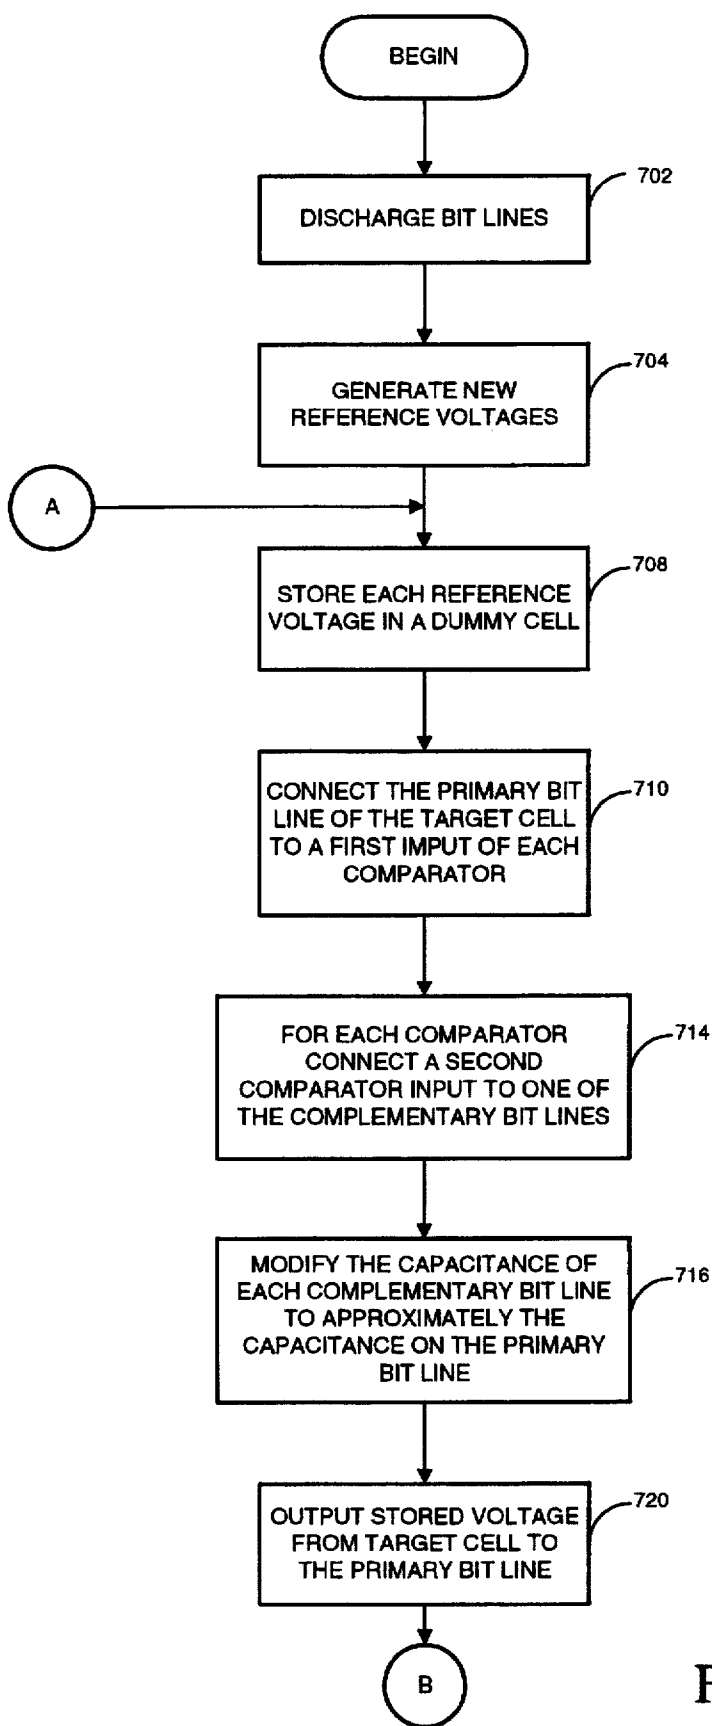 BEGIN
702
DISCHARGE BIT LINES
704
GENERATE NEW
REFERENCE VOLTAGES
A
708
STORE EACH REFERENCE
VOLTAGE IN A DUMMY CELL
710
CONNECT THE PRIMARY BIT
LINE OF THE TARGET CELL
TO A FIRST IMPUT OF EACH
COMPARATOR
714
FOR EACH COMPARATOR
CONNECT A SECOND
COMPARATOR INPUT TO ONE OF
THE COMPLEMENTARY BIT LINES
716
MODIFY THE CAPACITANCE OF
EACH COMPLEMENTARY BIT LINE
TO APPROXIMATELY THE
CAPACITANCE ON THE PRIMARY
BIT LINE
720
OUTPUT STORED VOLTAGE
FROM TARGET CELL TO
THE PRIMARY BIT LINE
B